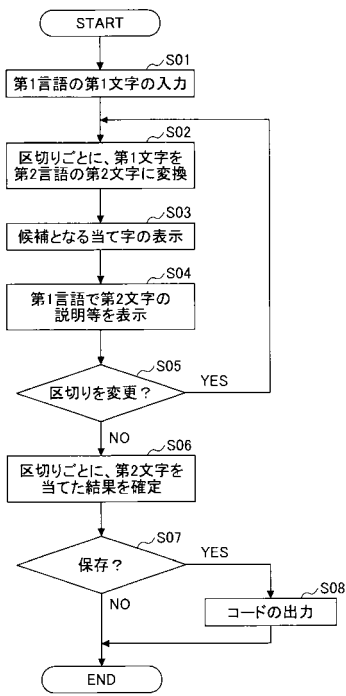 START
S01
第1言語の第1文字の入力
S02
区切りごとに、第1文字を
第2言語の第2文字に変換
S03
候補となる当て字の表示
S04
第1言語で第2文字の
説明等を表示
S05
区切りを変更？
YES
NO
S06
区切りごとに、第2文字を
当てた結果を確定
S07
保存？
YES
NO
S08
コードの出力
END